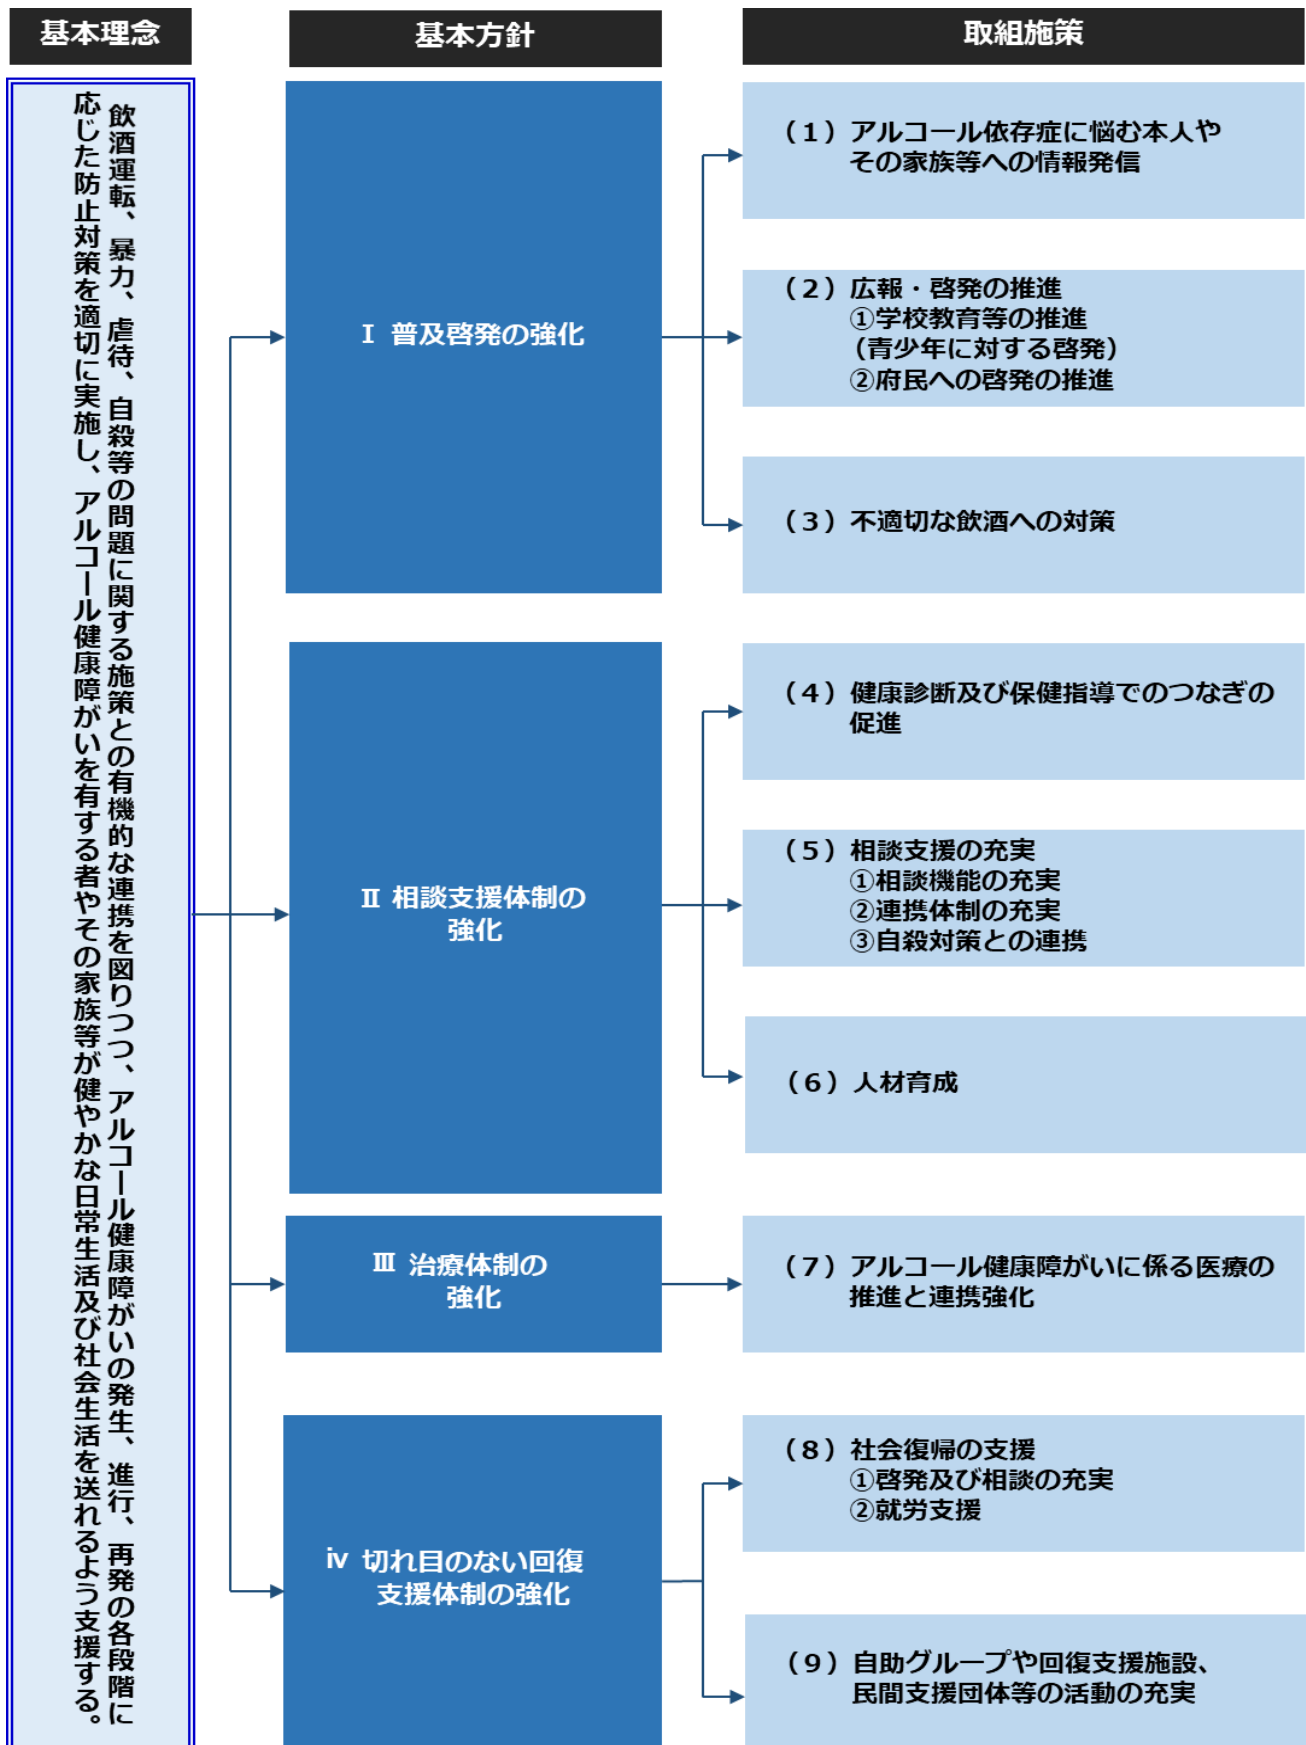 基本理念
基本方針
取組施策
飲酒運転、暴力、虐待、自殺等の問題に関する施策との有機的な連携を図りつつ、アルコール健康障がいの発生、進行、再発の各段階に
応じた防止対策を適切に実施し、アルコール健康障がいを有する者やその家族等が健やかな日常生活及び社会生活を送れるよう支援する。
Ⅰ 普及啓発の強化
（１）アルコール依存症に悩む本人や
その家族等への情報発信
（２）広報・啓発の推進
①学校教育等の推進
（青少年に対する啓発）
②府民への啓発の推進
（３）不適切な飲酒への対策
Ⅱ 相談支援体制の
強化
（４）健康診断及び保健指導でのつなぎの
促進
（５）相談支援の充実
①相談機能の充実
②連携体制の充実
③自殺対策との連携
（６）人材育成
Ⅲ 治療体制の
強化
（７）アルコール健康障がいに係る医療の
推進と連携強化
ⅳ 切れ目のない回復
支援体制の強化
（８）社会復帰の支援
①啓発及び相談の充実
②就労支援
（９）自助グループや回復支援施設、
民間支援団体等の活動の充実